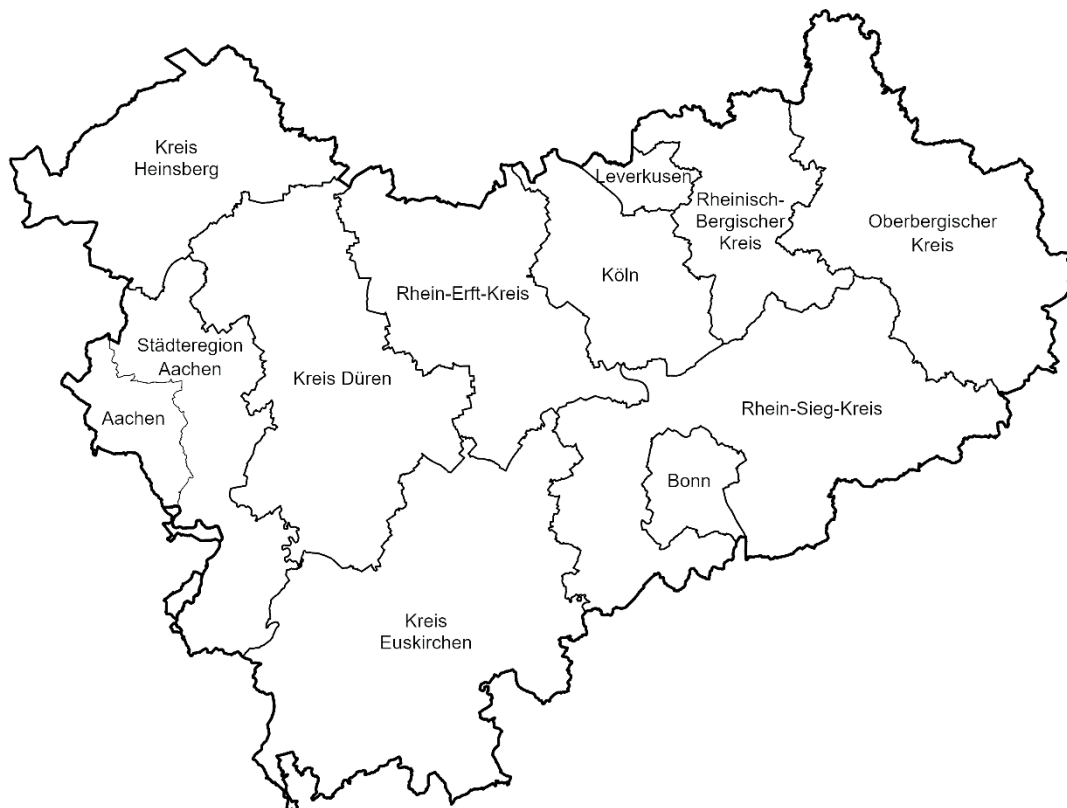 Kreis
Heinsberg
Leverkusen
Rheinisch-
Bergischer
Kreis
Oberbergischer
Kreis
Köln
Rhein-Erft-Kreis
Städteregion
Aachen
Kreis Düren
Aachen
Rhein-Sieg-Kreis
Bonn
Kreis
Euskirchen